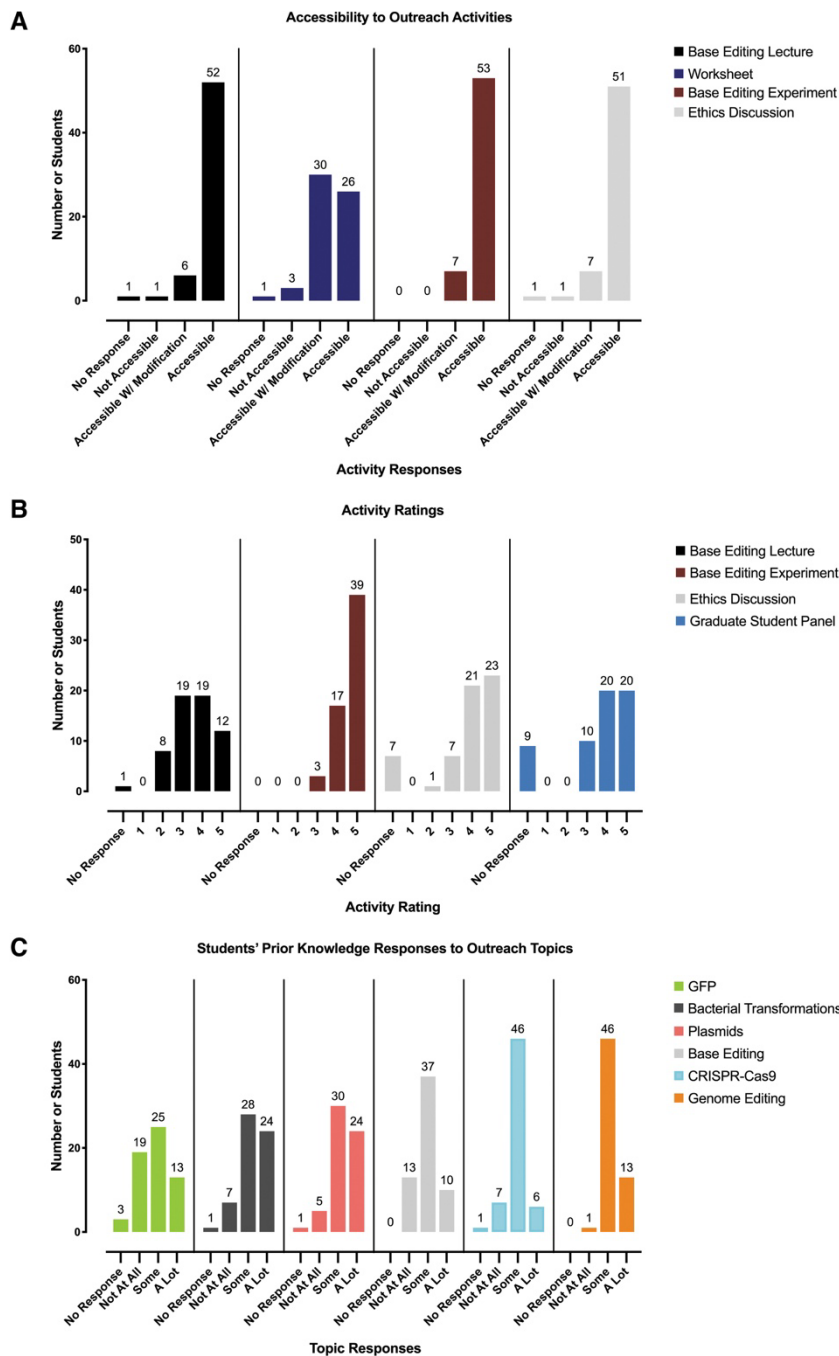 A
Accessibility to Outreach Activities
Number or Students
60
40
20
0
1
1
6
52
1
3
30
26
0
0
7
53
1
1
7
51
No Response
Not Accessible
Accessible W/ Modification
Accessible
No Response
Not Accessible
Accessible W/ Modification
Accessible
No Response
Not Accessible
Accessible W/ Modification
Accessible
No Response
Not Accessible
Accessible W/ Modification
Accessible
Activity Responses
Base Editing Lecture
Worksheet
Base Editing Experiment
Ethics Discussion
B
Activity Ratings
Number or Students
50
40
30
20
10
0
1
0
8
19
19
12
0
0
0
3
17
39
7
0
1
7
21
23
9
0
0
10
20
20
No Response
1
2
3
4
5
No Response
1
2
3
4
5
No Response
1
2
3
4
5
No Response
1
2
3
4
5
Activity Rating
Base Editing Lecture
Base Editing Experiment
Ethics Discussion
Graduate Student Panel
C
Students’ Prior Knowledge Responses to Outreach Topics
Number or Students
60
40
20
0
3
19
25
13
1
7
28
24
1
5
30
24
0
13
37
10
1
7
46
6
0
1
46
13
No Response
Not At All
Some
A Lot
No Response
Not At All
Some
A Lot
No Response
Not At All
Some
A Lot
No Response
Not At All
Some
A Lot
No Response
Not At All
Some
A Lot
No Response
Not At All
Some
A Lot
Topic Responses
GFP
Bacterial Transformations
Plasmids
Base Editing
CRISPR-Cas9
Genome Editing